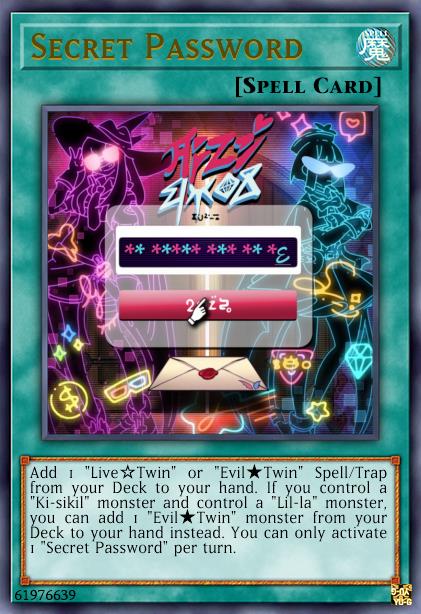 Secret Password
魔
[Spell Card]
** ***** *** ** *
Add 1 "Live☆Twin" or "Evil★Twin" Spell/Trap
from your Deck to your hand. If you control a
"Ki-sikil" monster and control a "Lil-la" monster,
you can add 1 "Evil★Twin" monster from your
Deck to your hand instead. You can only activate
1 "Secret Password" per turn.
61976639